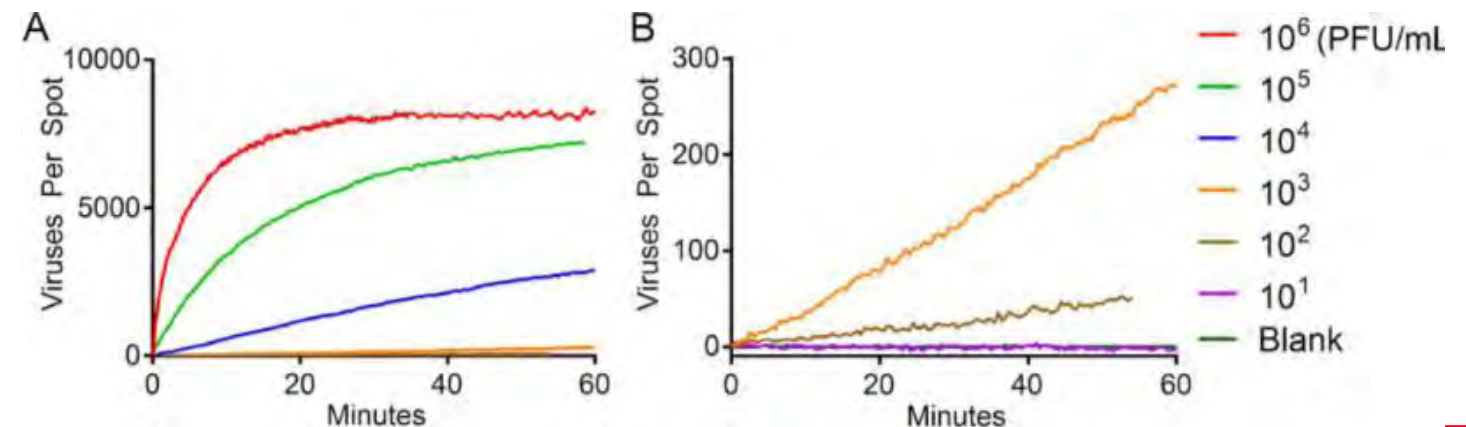 A
10000
5000
0
Viruses Per Spot
0 20 40 60
Minutes
B
300
200
100
0
Viruses Per Spot
0 20 40 60
Minutes
10⁶ (PFU/mL
10⁵
10⁴
10³
10²
10¹
Blank